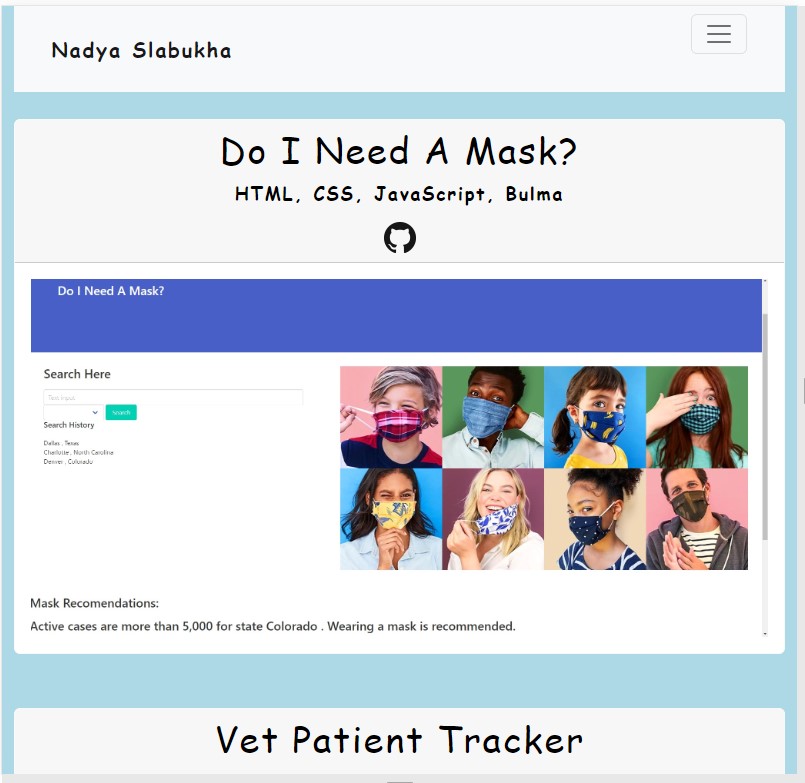 Nadya Slabukha
Do I Need A Mask?
HTML, CSS, JavaScript, Bulma
Do I Need A Mask?
Search Here
Text Input
Search
Search History
Dallas , Texas
Charlotte , North Carolina
Denver , Colorado
Mask Recomendations:
Active cases are more than 5,000 for state Colorado . Wearing a mask is recommended.
Vet Patient Tracker